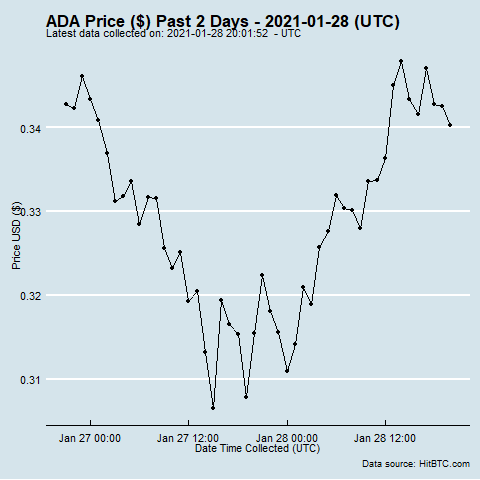 ADA Price ($) Past 2 Days - 2021-01-28 (UTC)
Latest data collected on: 2021-01-28 20:01:52  - UTC
Price USD ($)
0.34
0.33
0.32
0.31
Jan 27 00:00
Jan 27 12:00
Jan 28 00:00
Jan 28 12:00
Date Time Collected (UTC)
Data source: HitBTC.com